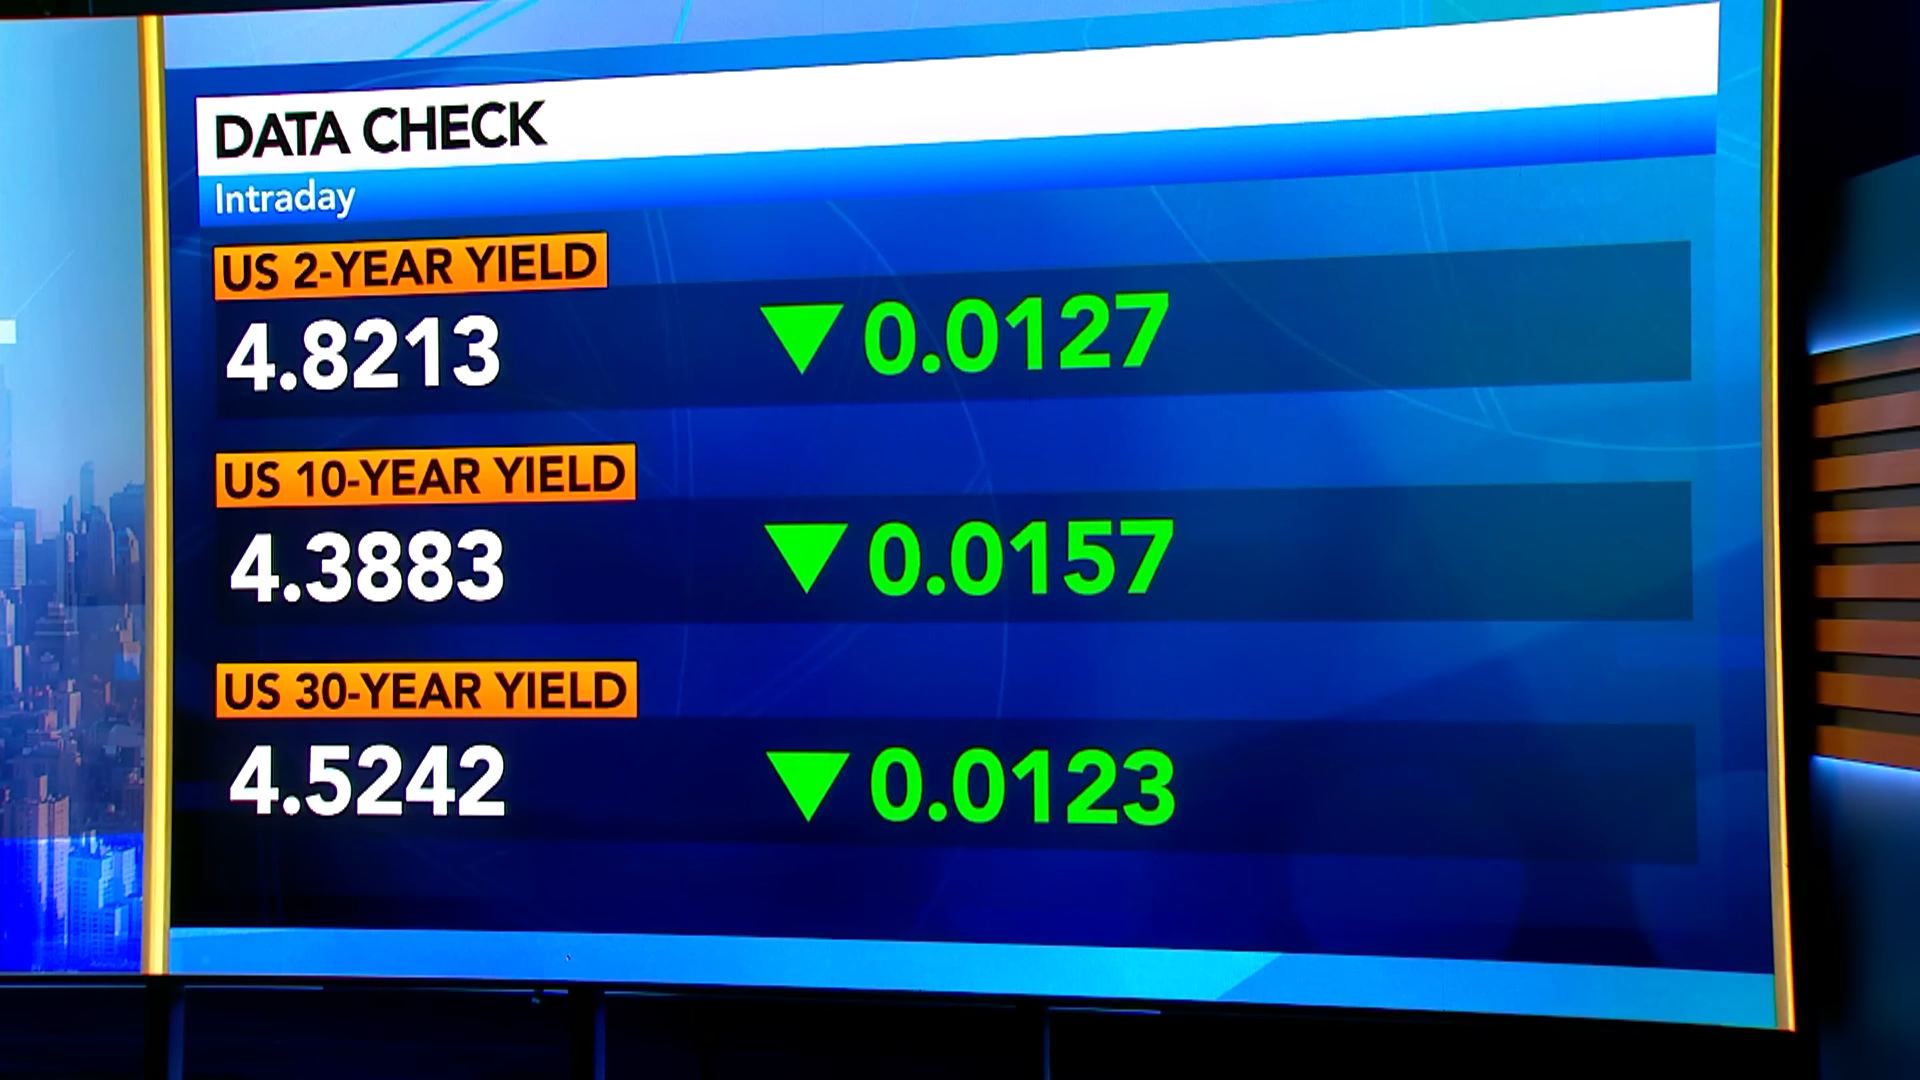 DATA CHECK
Intraday
US 2-YEAR YIELD
4.8213 ▼ 0.0127
US 10-YEAR YIELD
4.3883 ▼ 0.0157
US 30-YEAR YIELD
4.5242 ▼ 0.0123